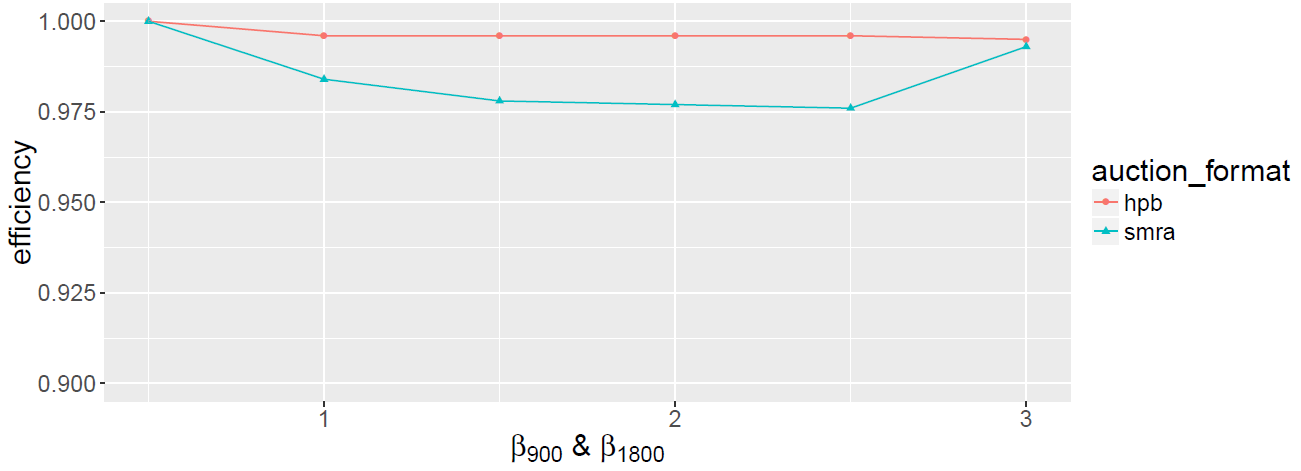 1.000
0.975
0.950
0.925
0.900
efficiency
1 2 3
β900 & β1800
auction_format
hpb
smra